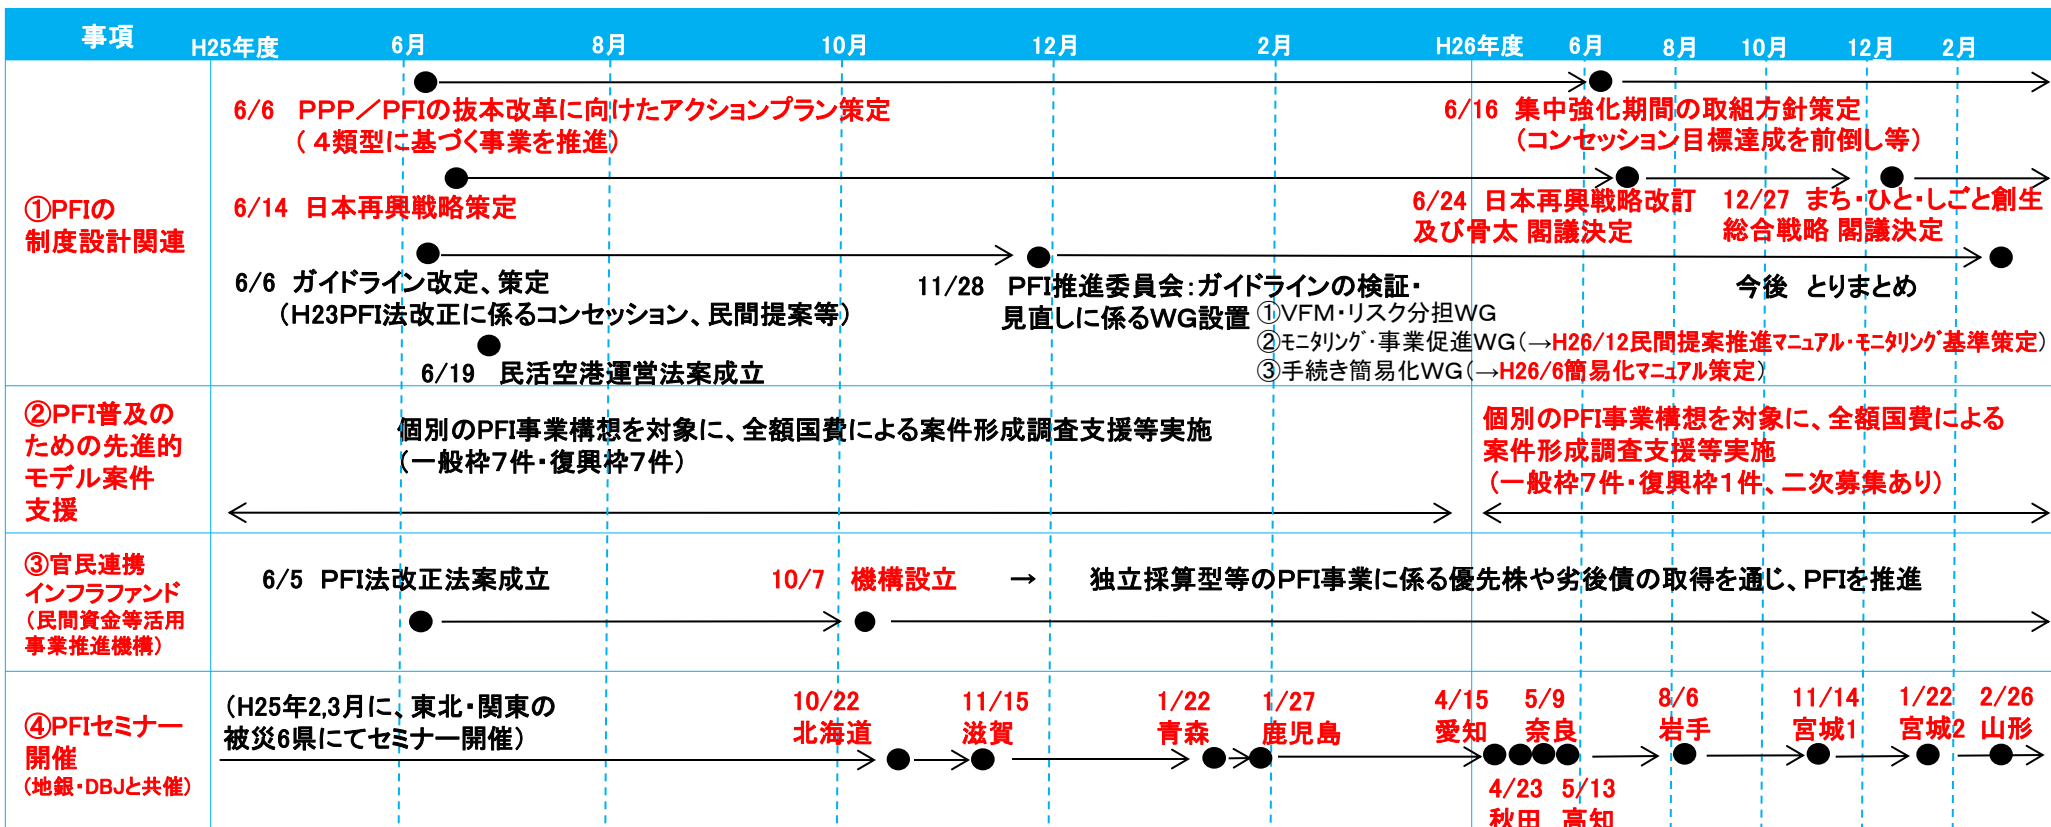 事項
H25年度
6月
8月
10月
12月
2月
H26年度
6月
8月
10月
12月
2月
①PFIの
制度設計関連
6/6 PPP／PFIの抜本改革に向けたアクションプラン策定
（４類型に基づく事業を推進）
6/16 集中強化期間の取組方針策定
（コンセッション目標達成を前倒し等）
6/14 日本再興戦略策定
6/24 日本再興戦略改訂
及び骨太 閣議決定
12/27 まち・ひと・しごと創生
総合戦略 閣議決定
6/6 ガイドライン改定、策定
（H23PFI法改正に係るコンセッション、民間提案等）
11/28 PFI推進委員会：ガイドラインの検証・
見直しに係るWG設置
①VFM・リスク分担WG
②ﾓﾆﾀﾘﾝｸﾞ・事業促進WG（→H26/12民間提案推進ﾏﾆｭｱﾙ・ﾓﾆﾀﾘﾝｸﾞ基準策定）
③手続き簡易化WG（→H26/6簡易化ﾏﾆｭｱﾙ策定）
今後 とりまとめ
6/19 民活空港運営法案成立
②PFI普及の
ための先進的
モデル案件
支援
個別のPFI事業構想を対象に、全額国費による案件形成調査支援等実施
（一般枠７件・復興枠７件）
個別のPFI事業構想を対象に、全額国費による
案件形成調査支援等実施
（一般枠７件・復興枠１件、二次募集あり）
③官民連携
インフラファンド
（民間資金等活用
事業推進機構）
6/5 PFI法改正法案成立
10/7 機構設立 → 独立採算型等のPFI事業に係る優先株や劣後債の取得を通じ、PFIを推進
④PFIセミナー
開催
（地銀・DBJと共催）
（H25年2,3月に、東北・関東の
被災6県にてセミナー開催）
10/22
北海道
11/15
滋賀
1/22
青森
1/27
鹿児島
4/15
愛知
5/9
奈良
8/6
岩手
11/14
宮城1
1/22
宮城2
2/26
山形
4/23
秋田
5/13
高知